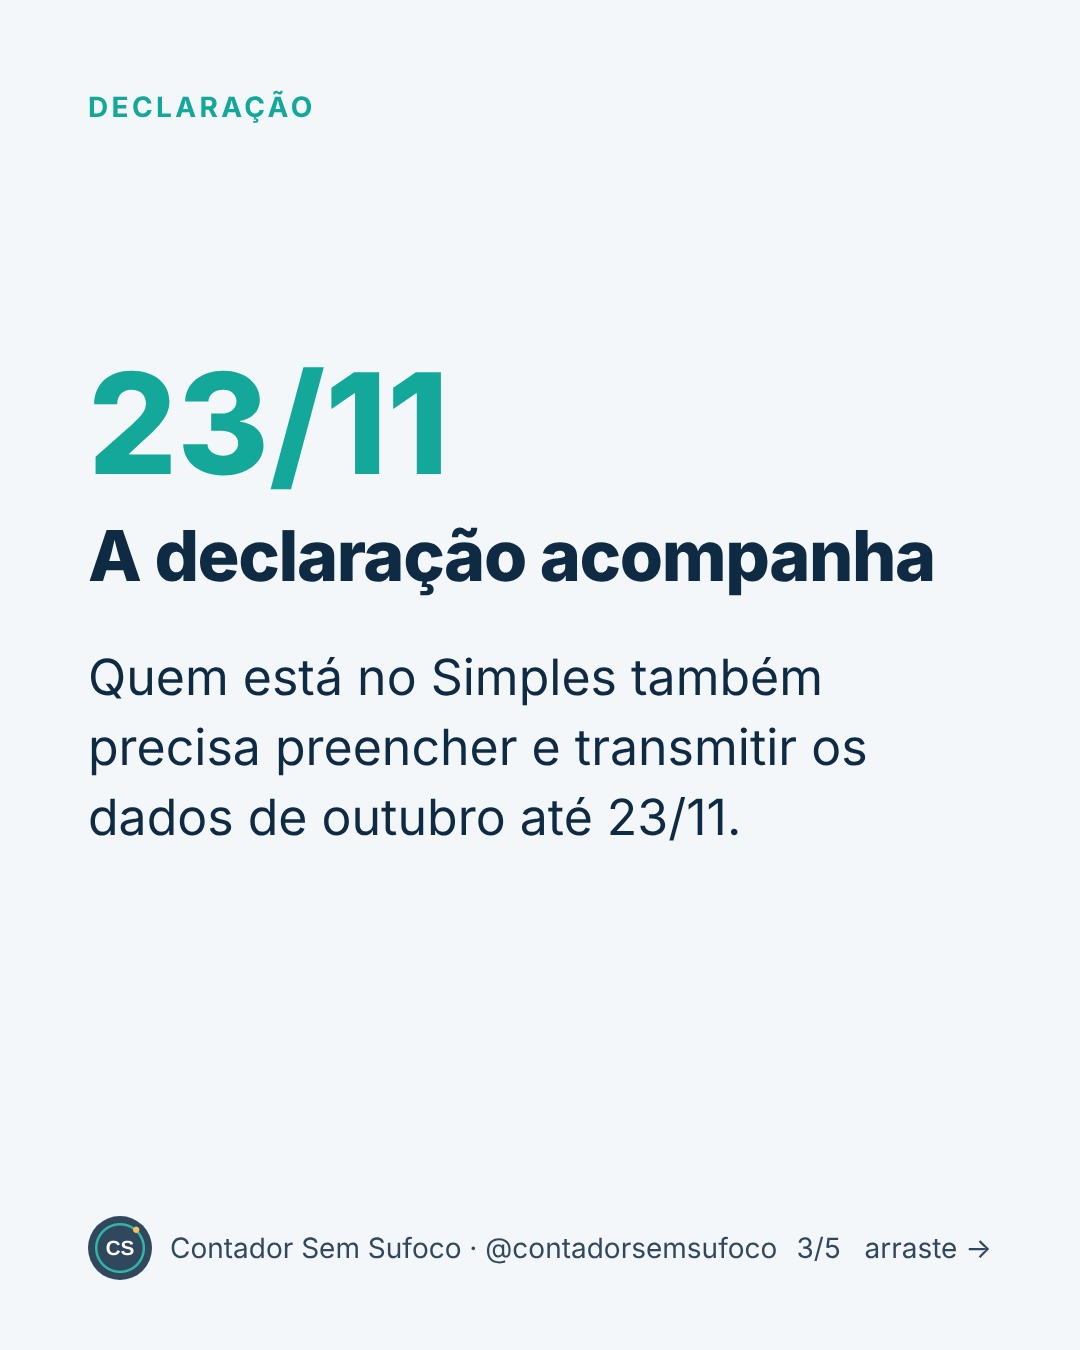 DECLARAÇÃO
23/11
A declaração acompanha
Quem está no Simples também
precisa preencher e transmitir os
dados de outubro até 23/11.
CS Contador Sem Sufoco · @contadorsemsufoco 3/5 arraste →